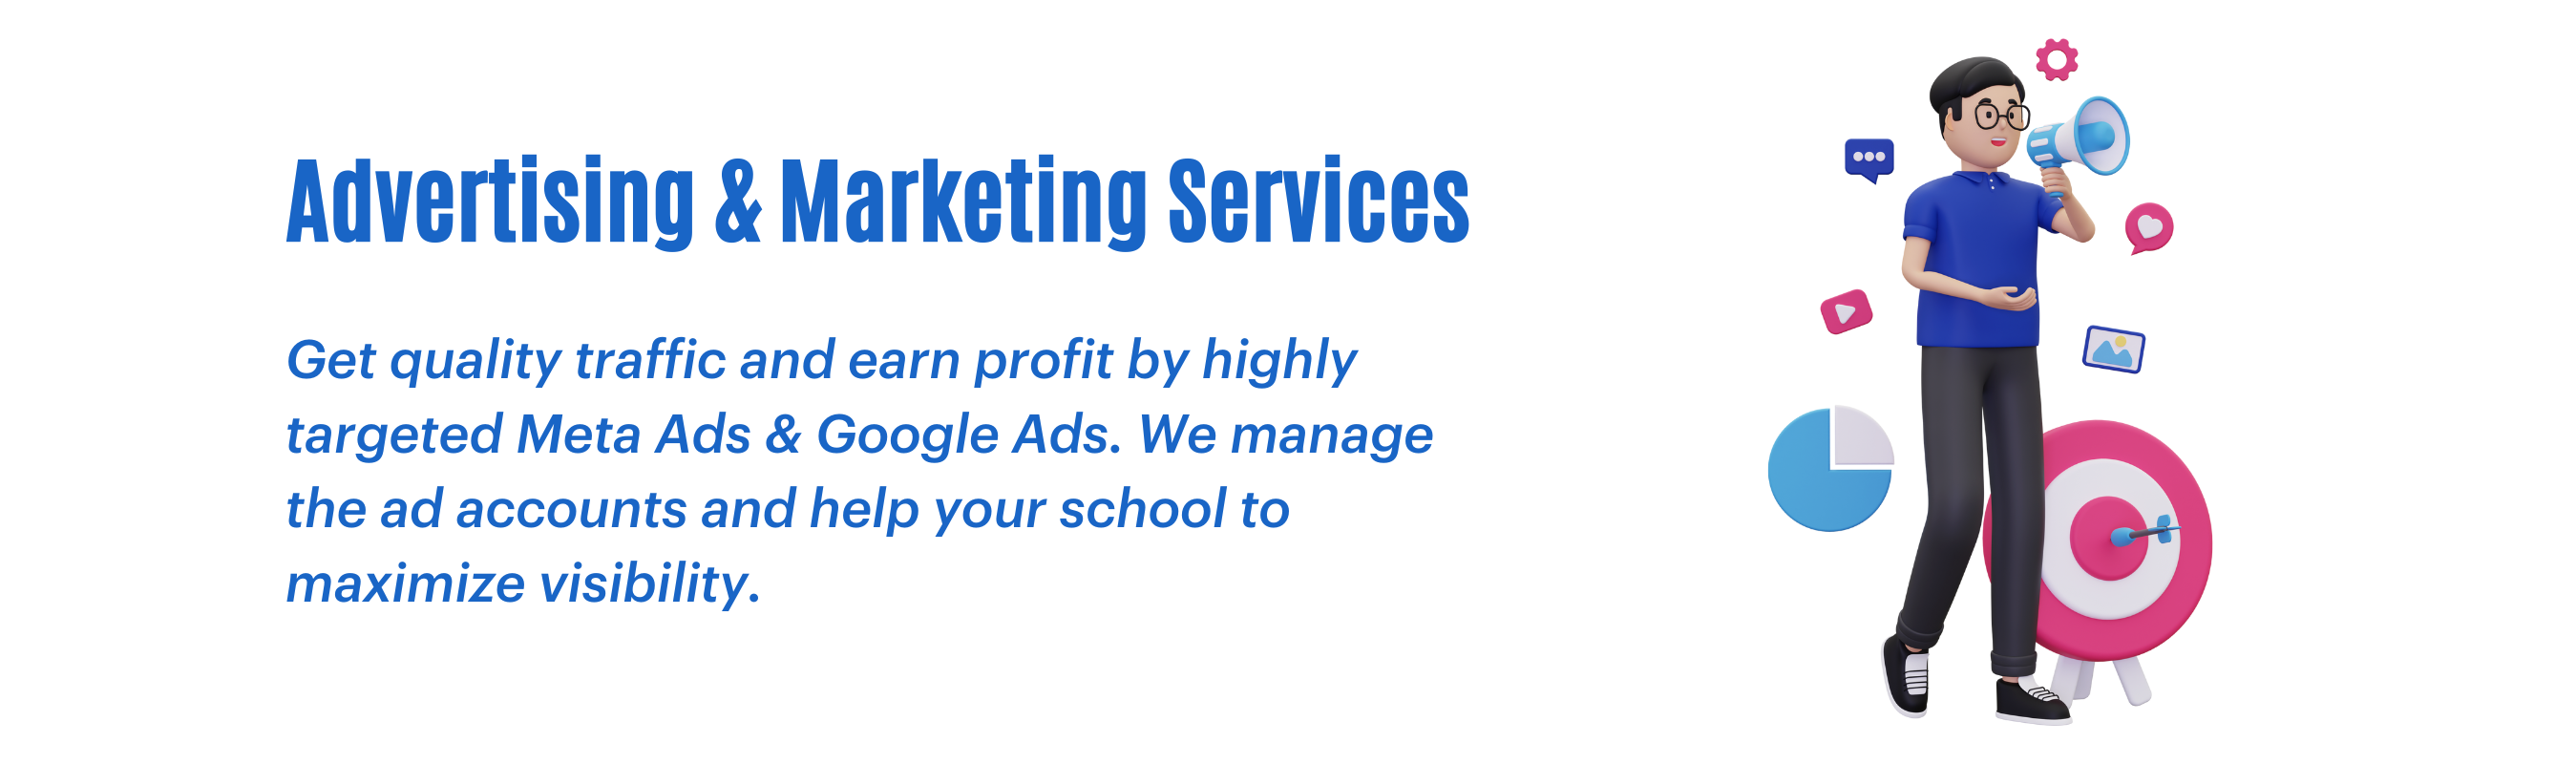 Advertising & Marketing Services
Get quality traffic and earn profit by highly
targeted Meta Ads & Google Ads. We manage
the ad accounts and help your school to
maximize visibility.